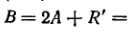 B = 2A + R′ =